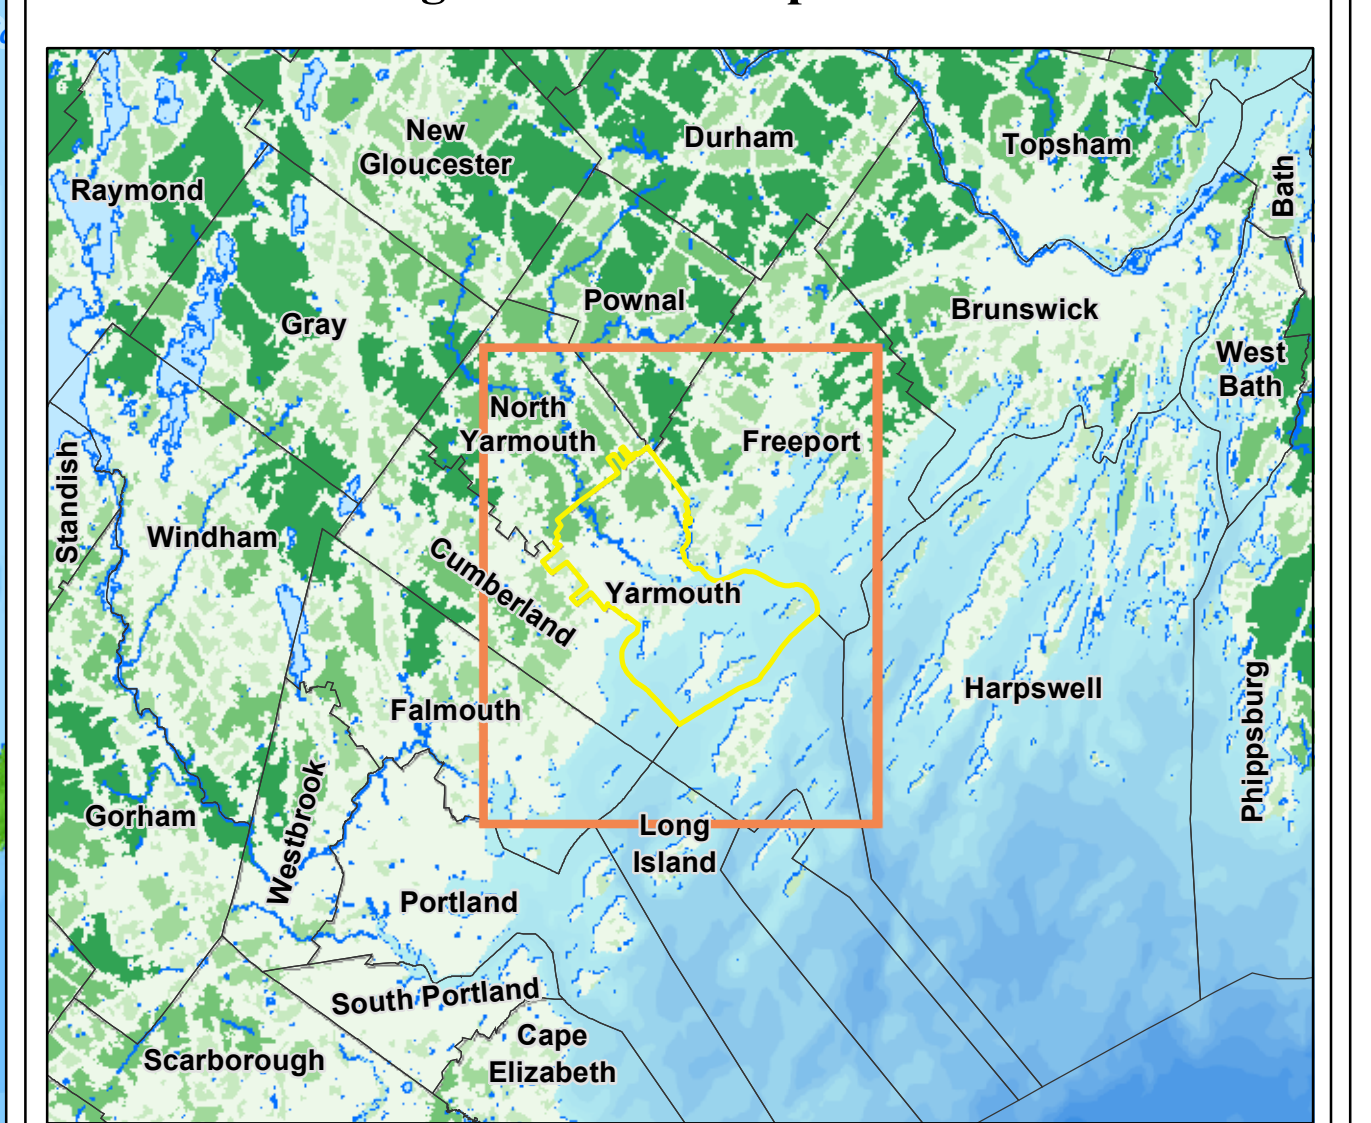 New
Gloucester
Durham
Topsham
Raymond
Bath
Pownal
Brunswick
Gray
West
Bath
North
Yarmouth
Freeport
Standish
Windham
Cumberland
Yarmouth
Harpswell
Falmouth
Phippsburg
Gorham
Westbrook
Long
Island
Portland
South Portland
Cape
Elizabeth
Scarborough